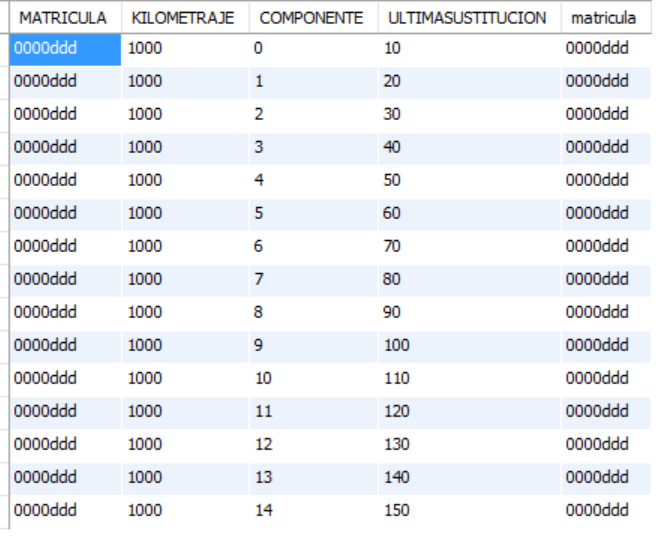 MATRICULA KILOMETRAJE COMPONENTE ULTIMASUSTITUCION matricula
0000ddd 1000 0 10 0000ddd
0000ddd 1000 1 20 0000ddd
0000ddd 1000 2 30 0000ddd
0000ddd 1000 3 40 0000ddd
0000ddd 1000 4 50 0000ddd
0000ddd 1000 5 60 0000ddd
0000ddd 1000 6 70 0000ddd
0000ddd 1000 7 80 0000ddd
0000ddd 1000 8 90 0000ddd
0000ddd 1000 9 100 0000ddd
0000ddd 1000 10 110 0000ddd
0000ddd 1000 11 120 0000ddd
0000ddd 1000 12 130 0000ddd
0000ddd 1000 13 140 0000ddd
0000ddd 1000 14 150 0000ddd